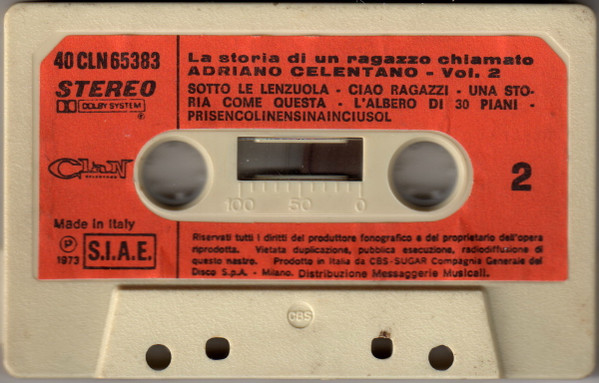 40 CLN 65383
STEREO
DOLBY SYSTEM
®
La storia di un ragazzo chiamato
ADRIANO CELENTANO - Vol. 2
SOTTO LE LENZUOLA - CIAO RAGAZZI - UNA STO-
RIA COME QUESTA - L'ALBERO DI 30 PIANI -
PRISENCOLINENSINAINCIUSOL
CLAN
CELENTANO
100 50 0
2
Made in Italy
℗
1973
S.I.A.E.
Riservati tutti i diritti del produttore fonografico e del proprietario dell'opera
riprodotta. Vietata duplicazione, pubblica esecuzione, radiodiffusione di
questo nastro. Prodotto in Italia da CBS-SUGAR Compagnia Generale del
Disco S.p.A. - Milano. Distribuzione Messaggerie Musicali.
CBS